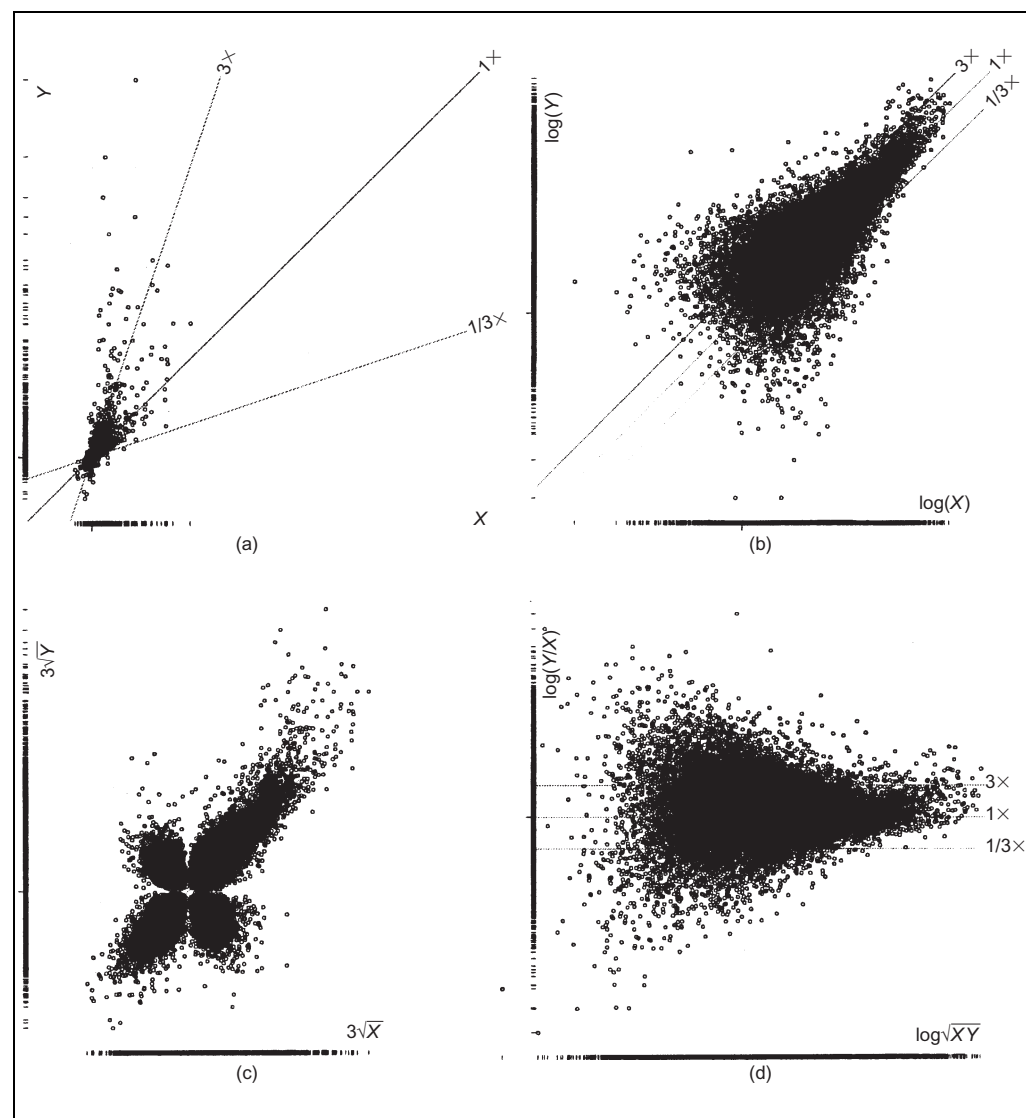 Y
3×
1×
1/3×
X
(a)
log(Y)
3×
1×
1/3×
log(X)
(b)
3√Y
3√X
(c)
log(Y/X)
3×
1×
1/3×
log√XY
(d)